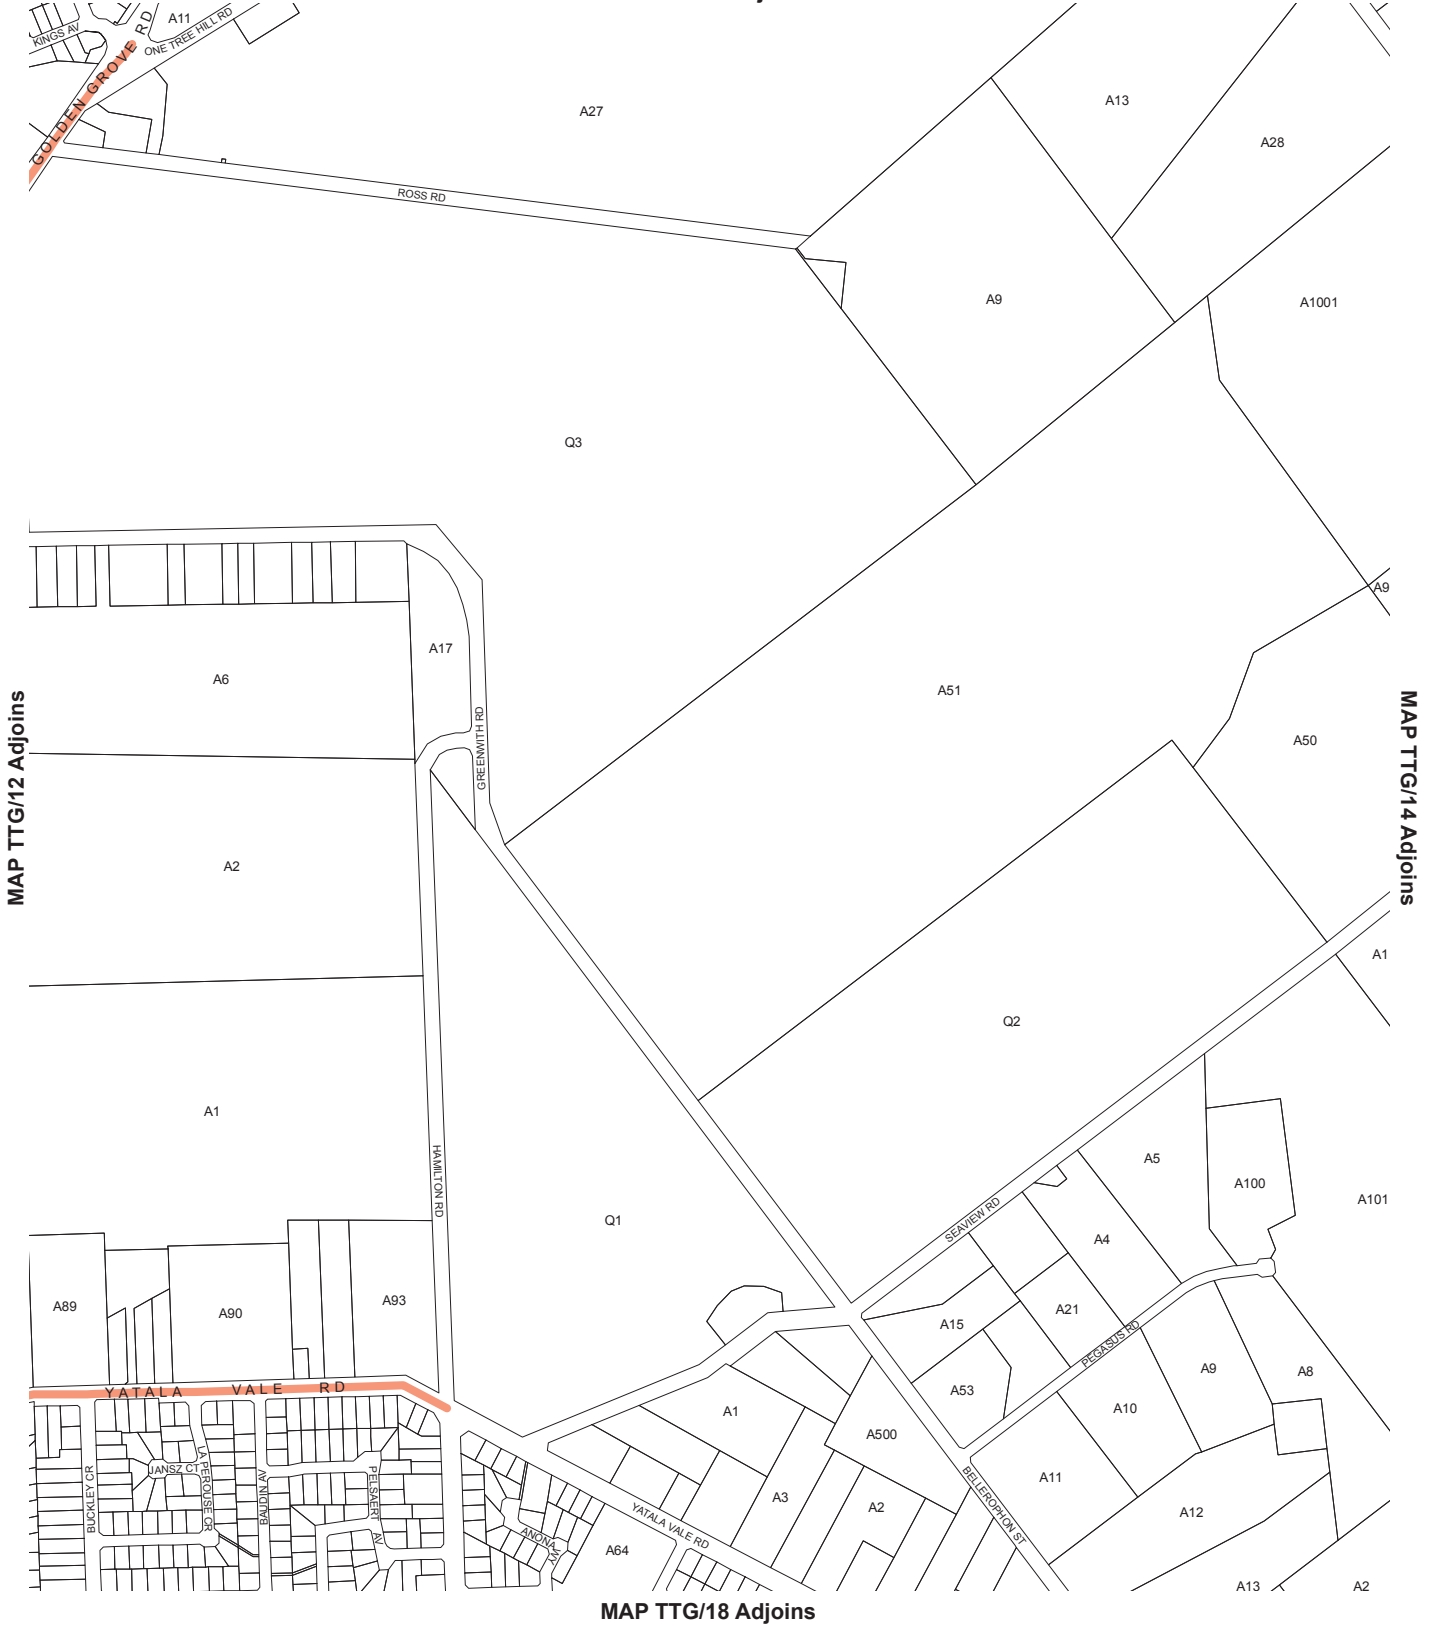 A11
KINGS AV
GOLDEN GROVE RD
ONE TREE HILL RD
A27
A13
A28
ROSS RD
A9
A1001
Q3
A9
A17
A6
A51
A50
GREENWITH RD
MAP TTG/12 Adjoins
MAP TTG/14 Adjoins
A2
A1
Q2
A1
HAMILTON RD
A5
A100
A101
Q1
SEAVIEW RD
A4
A89
A90
A93
A21
A15
PEGASUS RD
A9
A8
YATALA VALE RD
A53
A1
A10
A500
JANSZ CT
LA PEROUSE CR
BUCKLEY CR
BAUDIN AV
PELSAERT AV
A11
A3
A2
BELLEROPHON ST
A12
YATALA VALE RD
ANONA WY
A64
A13
A2
MAP TTG/18 Adjoins